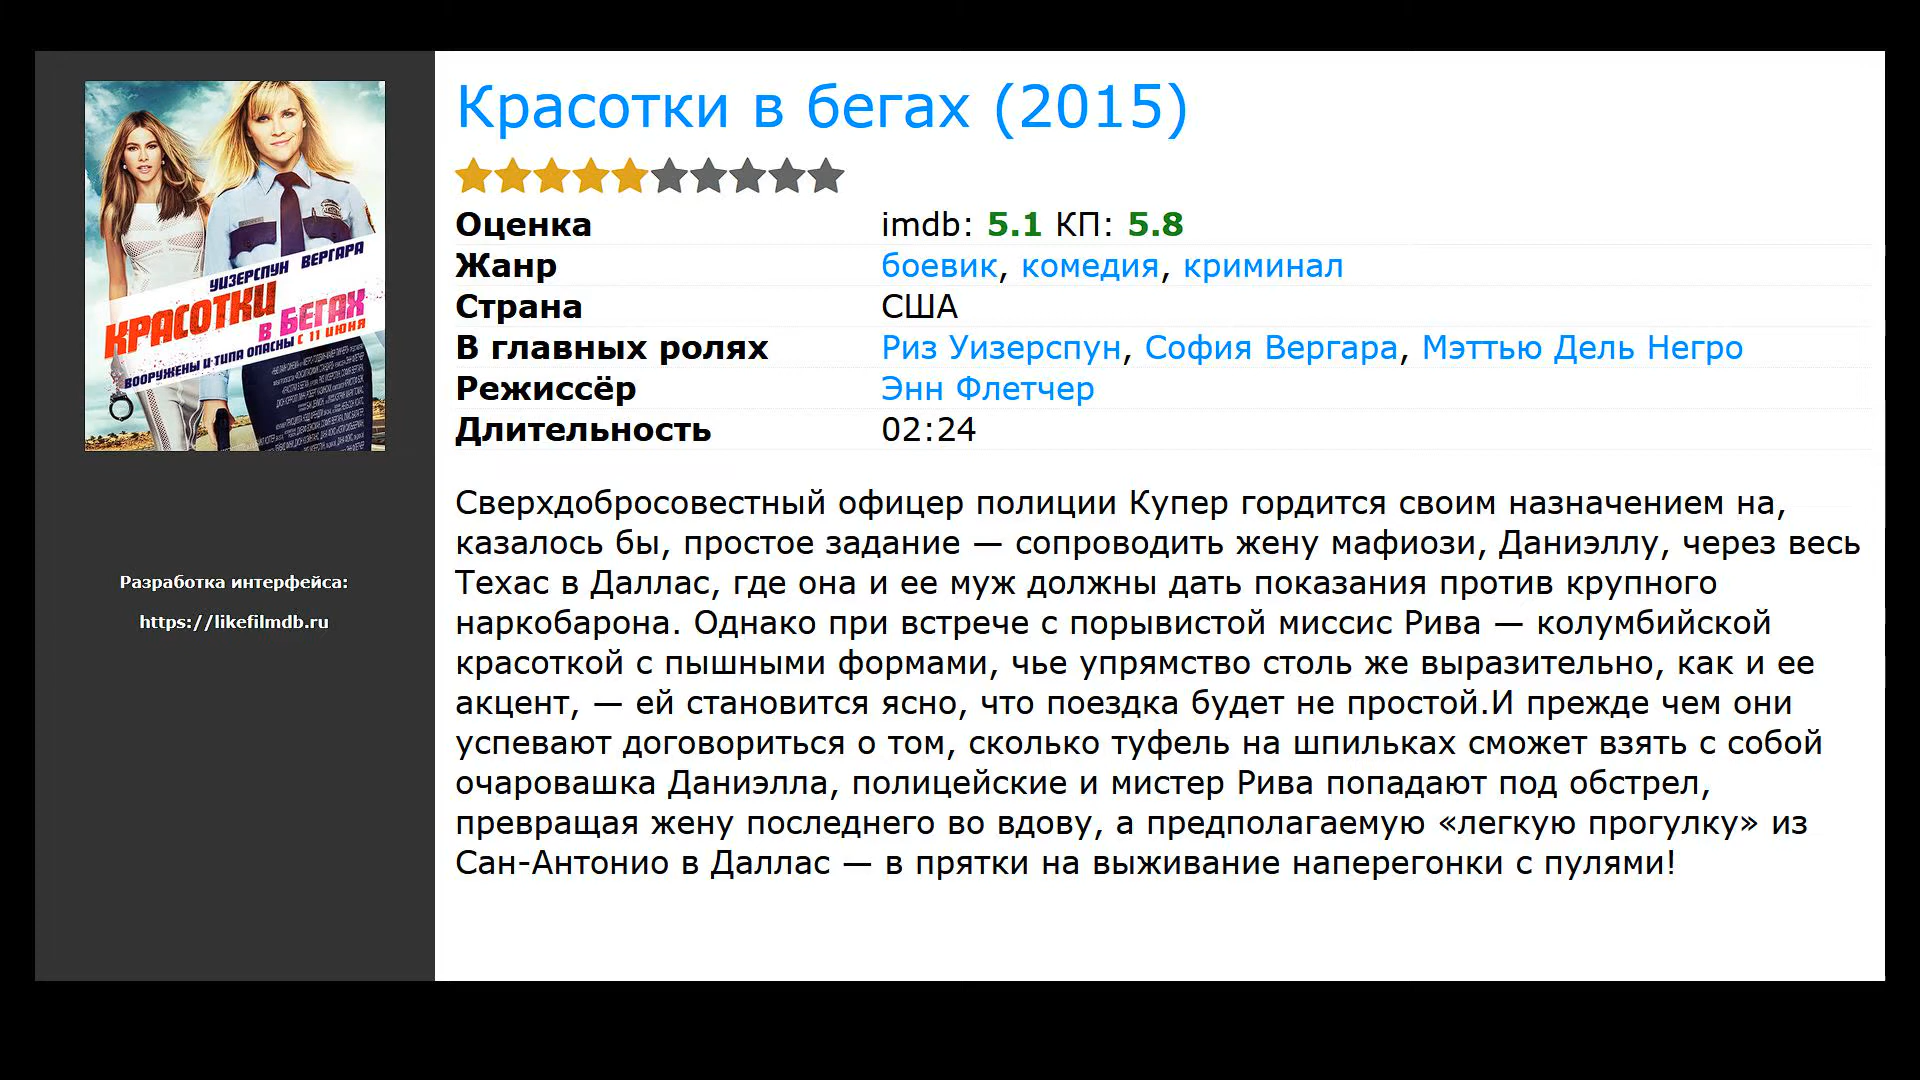 Красотки в бегах (2015)
Оценка imdb: 5.1 КП: 5.8
Жанр боевик, комедия, криминал
Страна США
В главных ролях Риз Уизерспун, София Вергара, Мэттью Дель Негро
Режиссёр Энн Флетчер
Длительность 02:24
Сверхдобросовестный офицер полиции Купер гордится своим назначением на,
казалось бы, простое задание — сопроводить жену мафиози, Даниэллу, через весь
Техас в Даллас, где она и ее муж должны дать показания против крупного
наркобарона. Однако при встрече с порывистой миссис Рива — колумбийской
красоткой с пышными формами, чье упрямство столь же выразительно, как и ее
акцент, — ей становится ясно, что поездка будет не простой.И прежде чем они
успевают договориться о том, сколько туфель на шпильках сможет взять с собой
очаровашка Даниэлла, полицейские и мистер Рива попадают под обстрел,
превращая жену последнего во вдову, а предполагаемую «легкую прогулку» из
Сан-Антонио в Даллас — в прятки на выживание наперегонки с пулями!
УИЗЕРСПУН ВЕРГАРА
КРАСОТКИ
В БЕГАХ
ВООРУЖЕНЫ И ТИПА ОПАСНЫ С 11 ИЮНЯ
Разработка интерфейса:
https://likefilmdb.ru